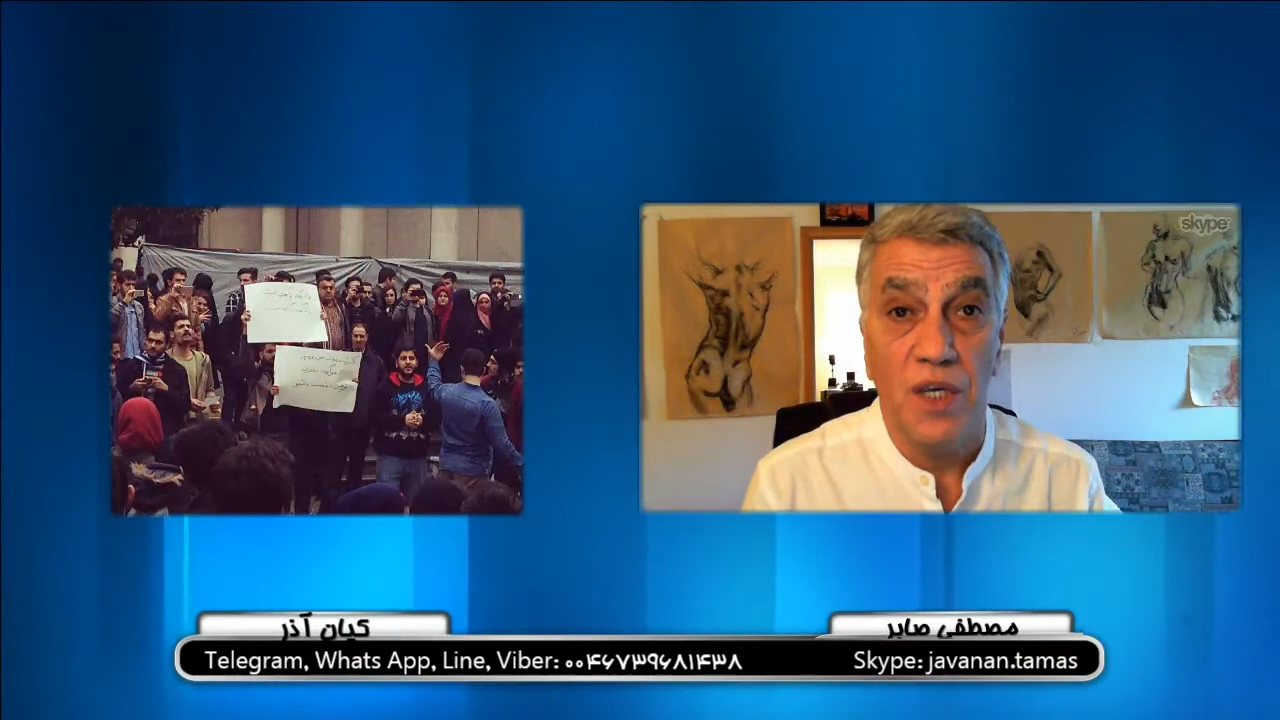 skype
کیان آذر
مصطفی صابر
Telegram, Whats App, Line, Viber: ۰۰۴۶۷۳۹۶۸۱۴۳۸
Skype: javanan.tamas